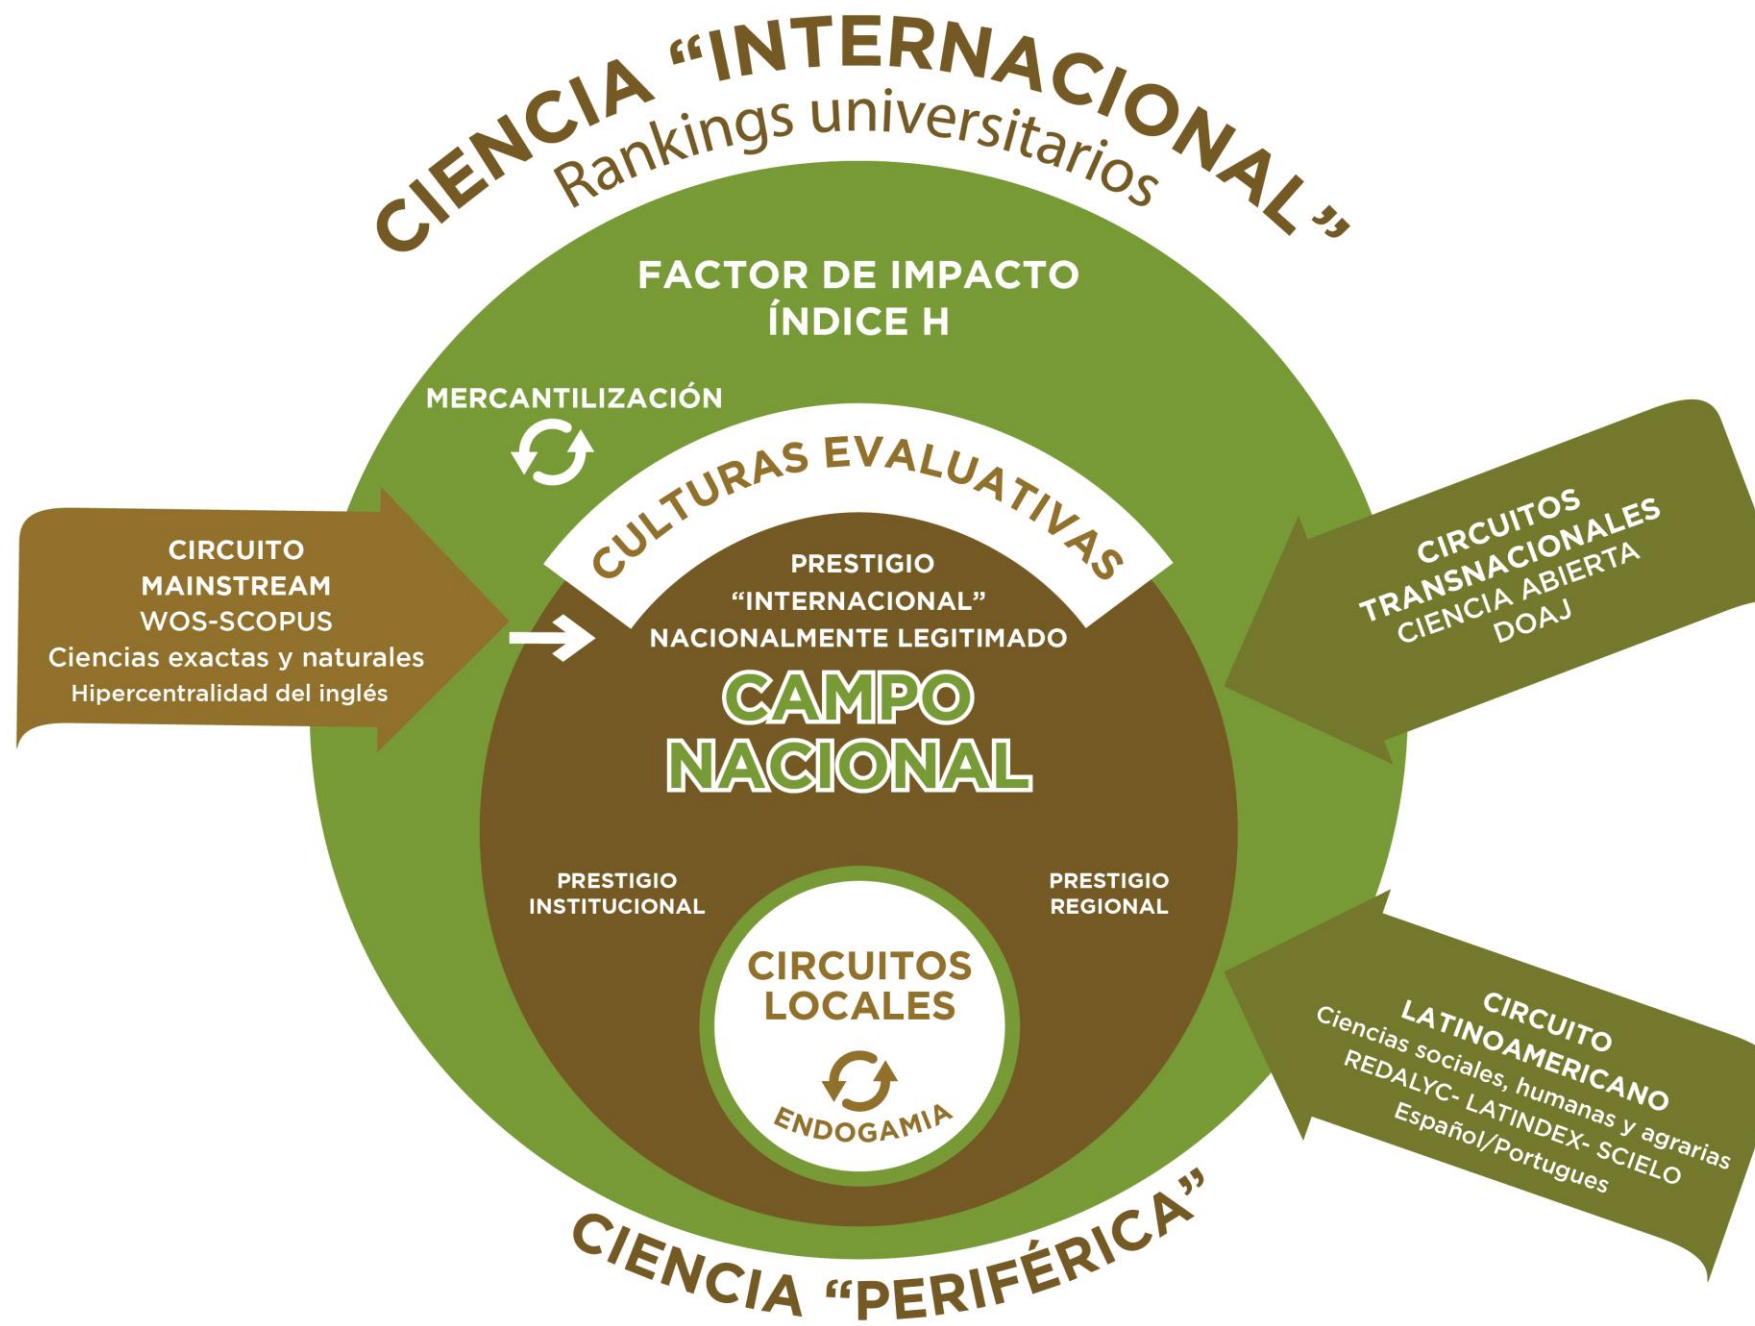 CIENCIA “INTERNACIONAL”
Rankings universitarios
FACTOR DE IMPACTO
ÍNDICE H
MERCANTILIZACIÓN
CULTURAS EVALUATIVAS
CIRCUITO
MAINSTREAM
WOS-SCOPUS
Ciencias exactas y naturales
Hipercentralidad del inglés
PRESTIGIO
“INTERNACIONAL”
NACIONALMENTE LEGITIMADO
CAMPO
NACIONAL
CIRCUITOS
TRANSNACIONALES
CIENCIA ABIERTA
DOAJ
PRESTIGIO
INSTITUCIONAL
PRESTIGIO
REGIONAL
CIRCUITOS
LOCALES
ENDOGAMIA
CIRCUITO
LATINOAMERICANO
Ciencias sociales, humanas y agrarias
REDALYC- LATINDEX- SCIELO
Español/Portugues
CIENCIA “PERIFÉRICA”